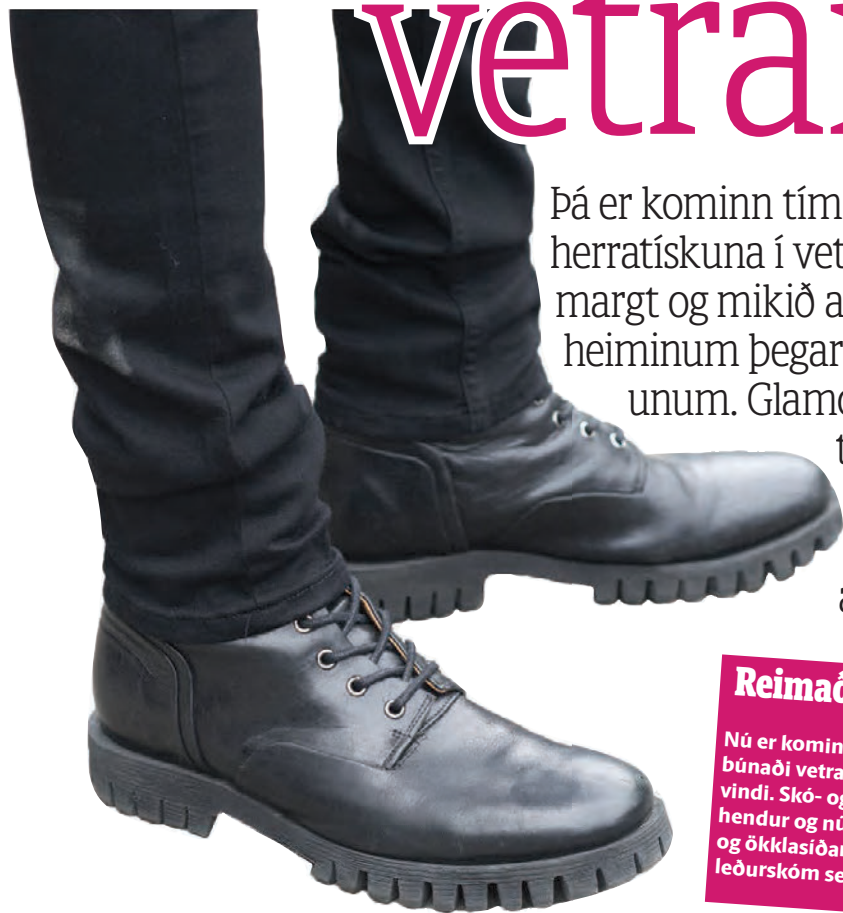 vetra
Þá er kominn tím
herratískuna í vet
margt og mikið a
heiminum þegar
unum. Glamo
t
a
Reimað
Nú er komin
búnaði vetra
vindi. Skó- og
hendur og nú
og ökklasíðar
leðurskóm se